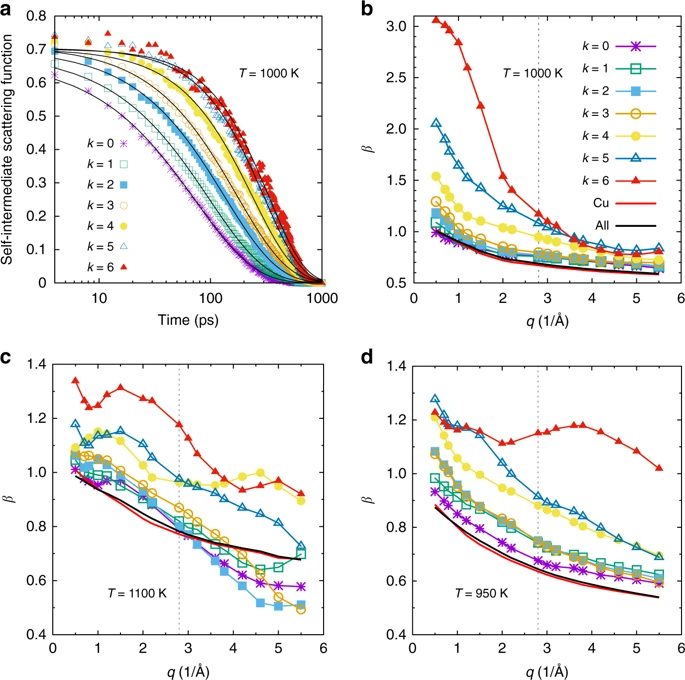 a
0.8
0.7
0.6
0.5
0.4
0.3
0.2
0.1
0
Self-intermediate scattering function
T = 1000 K
k = 0
k = 1
k = 2
k = 3
k = 4
k = 5
k = 6
10
100
1000
Time (ps)
b
3.0
2.5
2.0
1.5
1.0
0.5
β
T = 1000 K
k = 0
k = 1
k = 2
k = 3
k = 4
k = 5
k = 6
Cu
All
0 1 2 3 4 5 6
q (1/Å)
c
1.4
1.2
1.0
0.8
0.6
0.4
β
T = 1100 K
0 1 2 3 4 5 6
q (1/Å)
d
1.4
1.2
1.0
0.8
0.6
0.4
β
T = 950 K
0 1 2 3 4 5 6
q (1/Å)